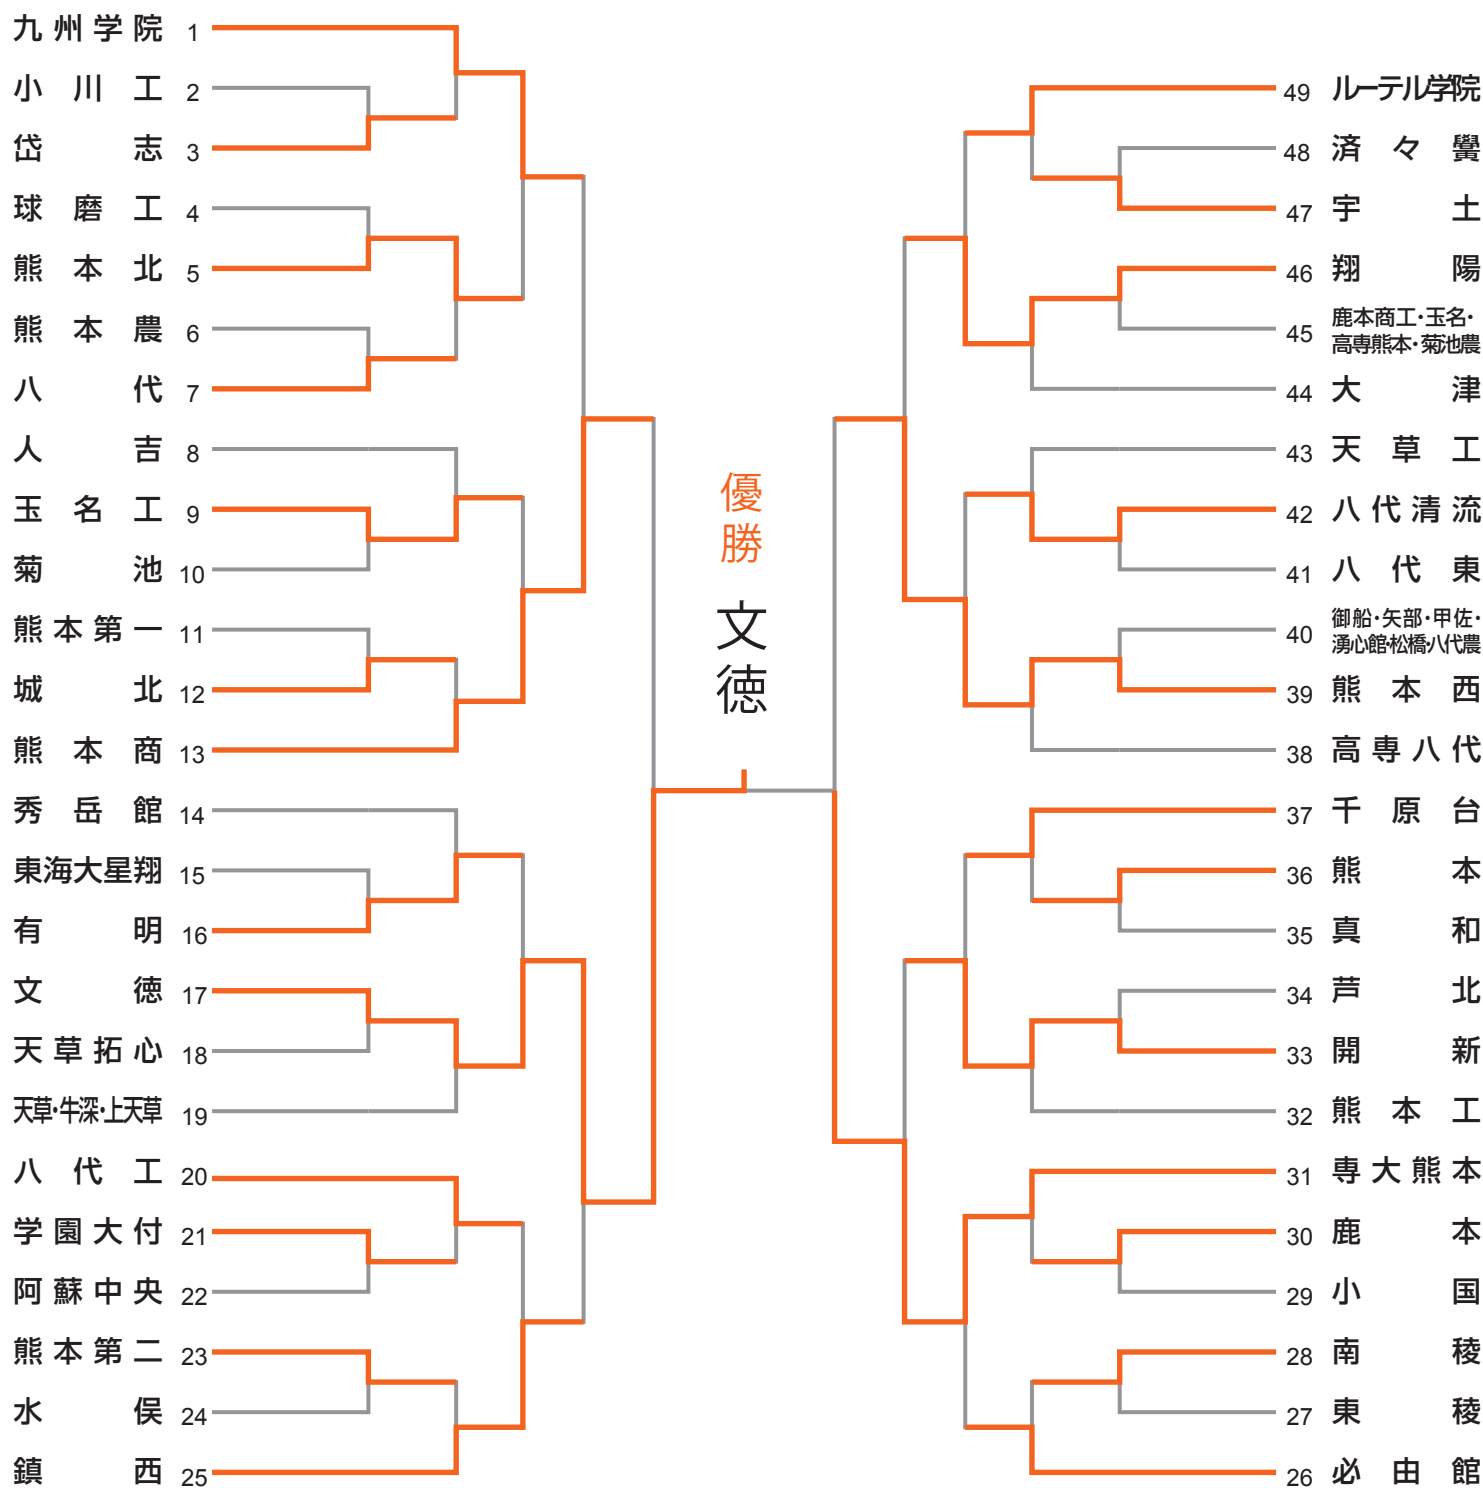 九州学院 1
小川工 2
岱志 3
球磨工 4
熊本北 5
熊本農 6
八代 7
人吉 8
玉名工 9
菊池 10
熊本第一 11
城北 12
熊本商 13
秀岳館 14
東海大星翔 15
有明 16
文徳 17
天草拓心 18
天草・牛深・上天草 19
八代工 20
学園大付 21
阿蘇中央 22
熊本第二 23
水俣 24
鎮西 25
優勝
文徳
49 ルーテル学院
48 済々黌
47 宇土
46 翔陽
45 鹿本商工・玉名・
高専熊本・菊池農
44 大津
43 天草工
42 八代清流
41 八代東
40 御船・矢部・甲佐・
湧心館・松橋・八代農
39 熊本西
38 高専八代
37 千原台
36 熊本
35 真和
34 芦北
33 開新
32 熊本工
31 専大熊本
30 鹿本
29 小国
28 南稜
27 東稜
26 必由館